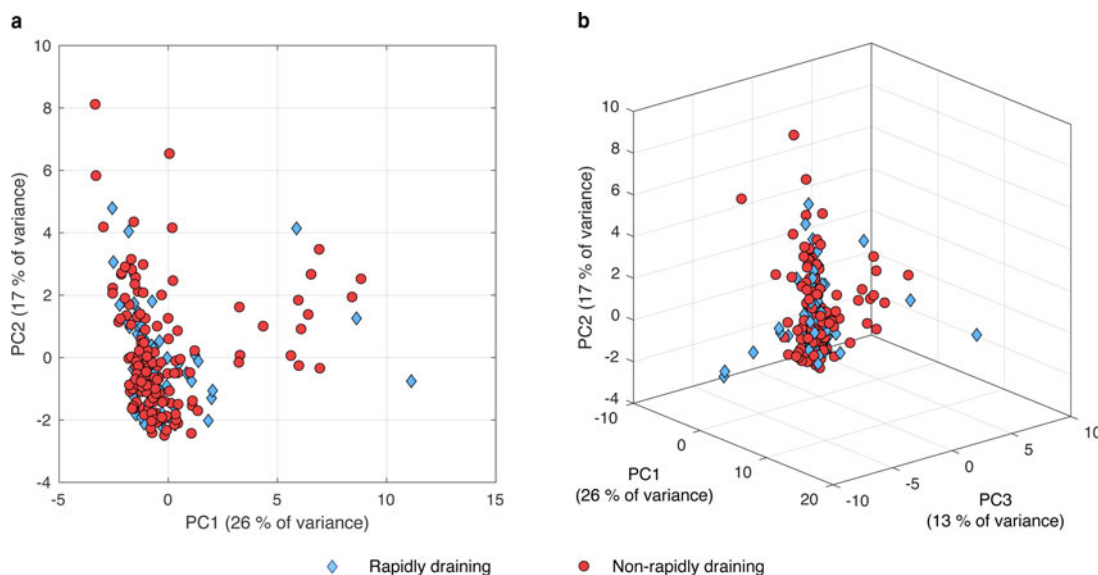 a
10
8
6
4
2
0
-2
-4
-5
0
5
10
15
PC2 (17 % of variance)
PC1 (26 % of variance)
b
10
8
6
4
2
0
-2
-4
-10
0
10
20
-10
-5
0
5
10
PC2 (17 % of variance)
PC1
(26 % of variance)
PC3
(13 % of variance)
Rapidly draining
Non-rapidly draining